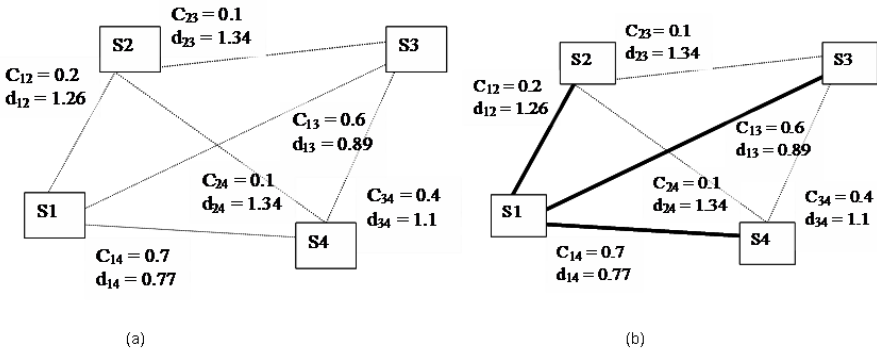 C₂₃ = 0.1
d₂₃ = 1.34
S2
S3
C₁₂ = 0.2
d₁₂ = 1.26
C₁₃ = 0.6
d₁₃ = 0.89
C₂₄ = 0.1
d₂₄ = 1.34
C₃₄ = 0.4
d₃₄ = 1.1
S1
S4
C₁₄ = 0.7
d₁₄ = 0.77
(a)
C₂₃ = 0.1
d₂₃ = 1.34
S2
S3
C₁₂ = 0.2
d₁₂ = 1.26
C₁₃ = 0.6
d₁₃ = 0.89
C₂₄ = 0.1
d₂₄ = 1.34
C₃₄ = 0.4
d₃₄ = 1.1
S1
S4
C₁₄ = 0.7
d₁₄ = 0.77
(b)